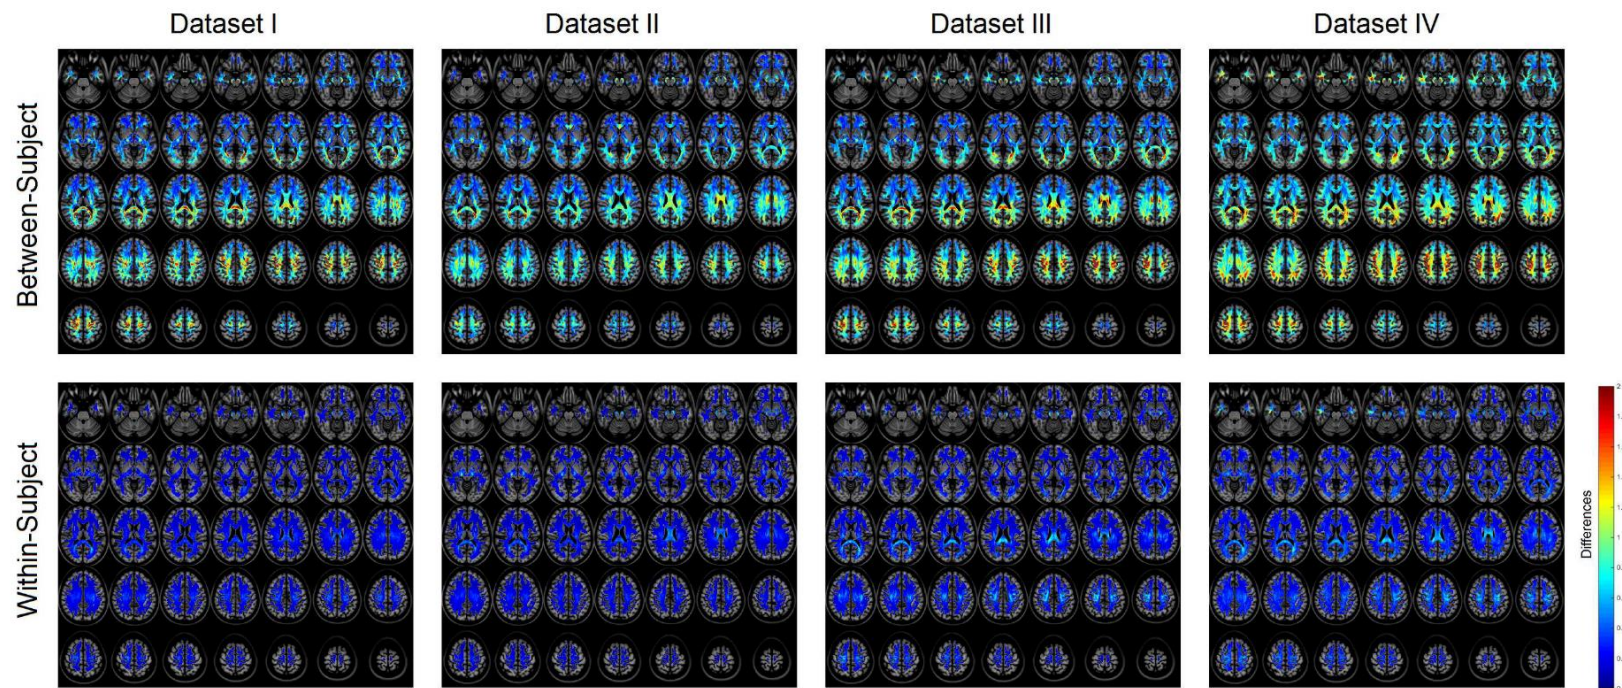 Dataset I
Dataset II
Dataset III
Dataset IV
Between-Subject
Within-Subject
Differences